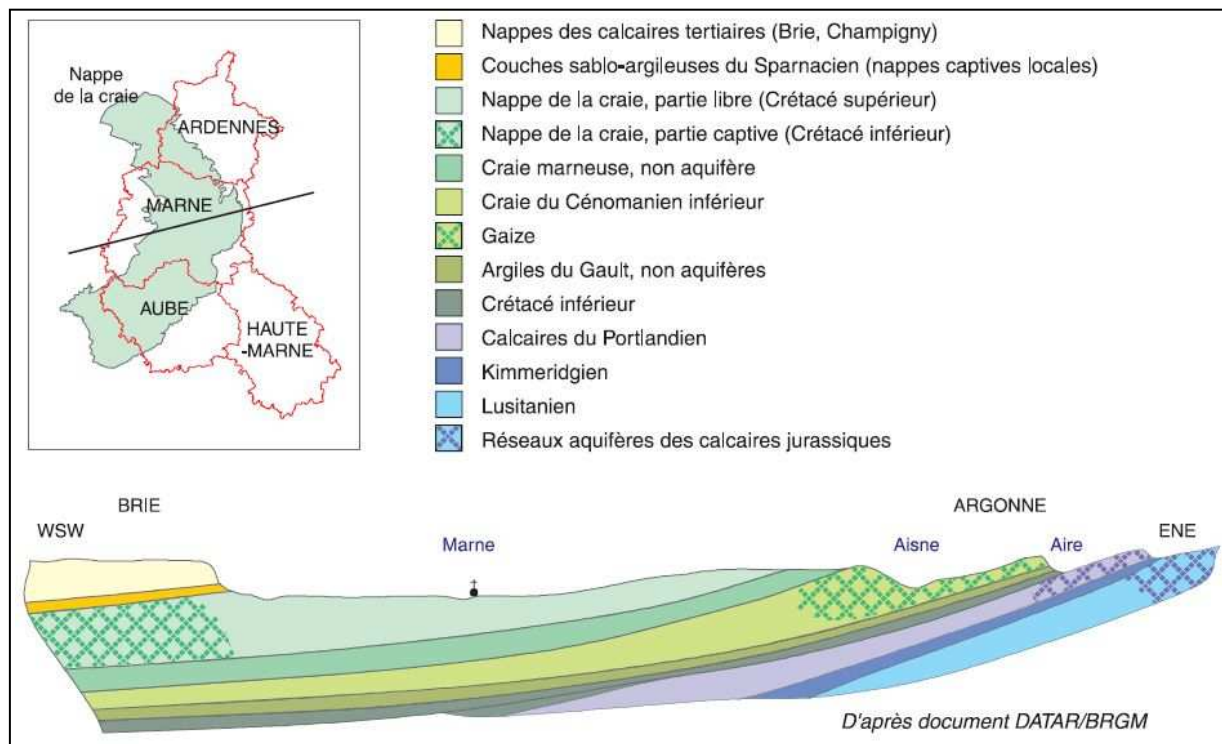 Nappe
de la craie
ARDENNES
MARNE
AUBE
HAUTE
-MARNE
Nappes des calcaires tertiaires (Brie, Champigny)
Couches sablo-argileuses du Sparnacien (nappes captives locales)
Nappe de la craie, partie libre (Crétacé supérieur)
Nappe de la craie, partie captive (Crétacé inférieur)
Craie marneuse, non aquifère
Craie du Cénomanien inférieur
Gaize
Argiles du Gault, non aquifères
Crétacé inférieur
Calcaires du Portlandien
Kimmeridgien
Lusitanien
Réseaux aquifères des calcaires jurassiques
BRIE
ARGONNE
WSW
Marne
Aisne
Aire
ENE
D'après document DATAR/BRGM